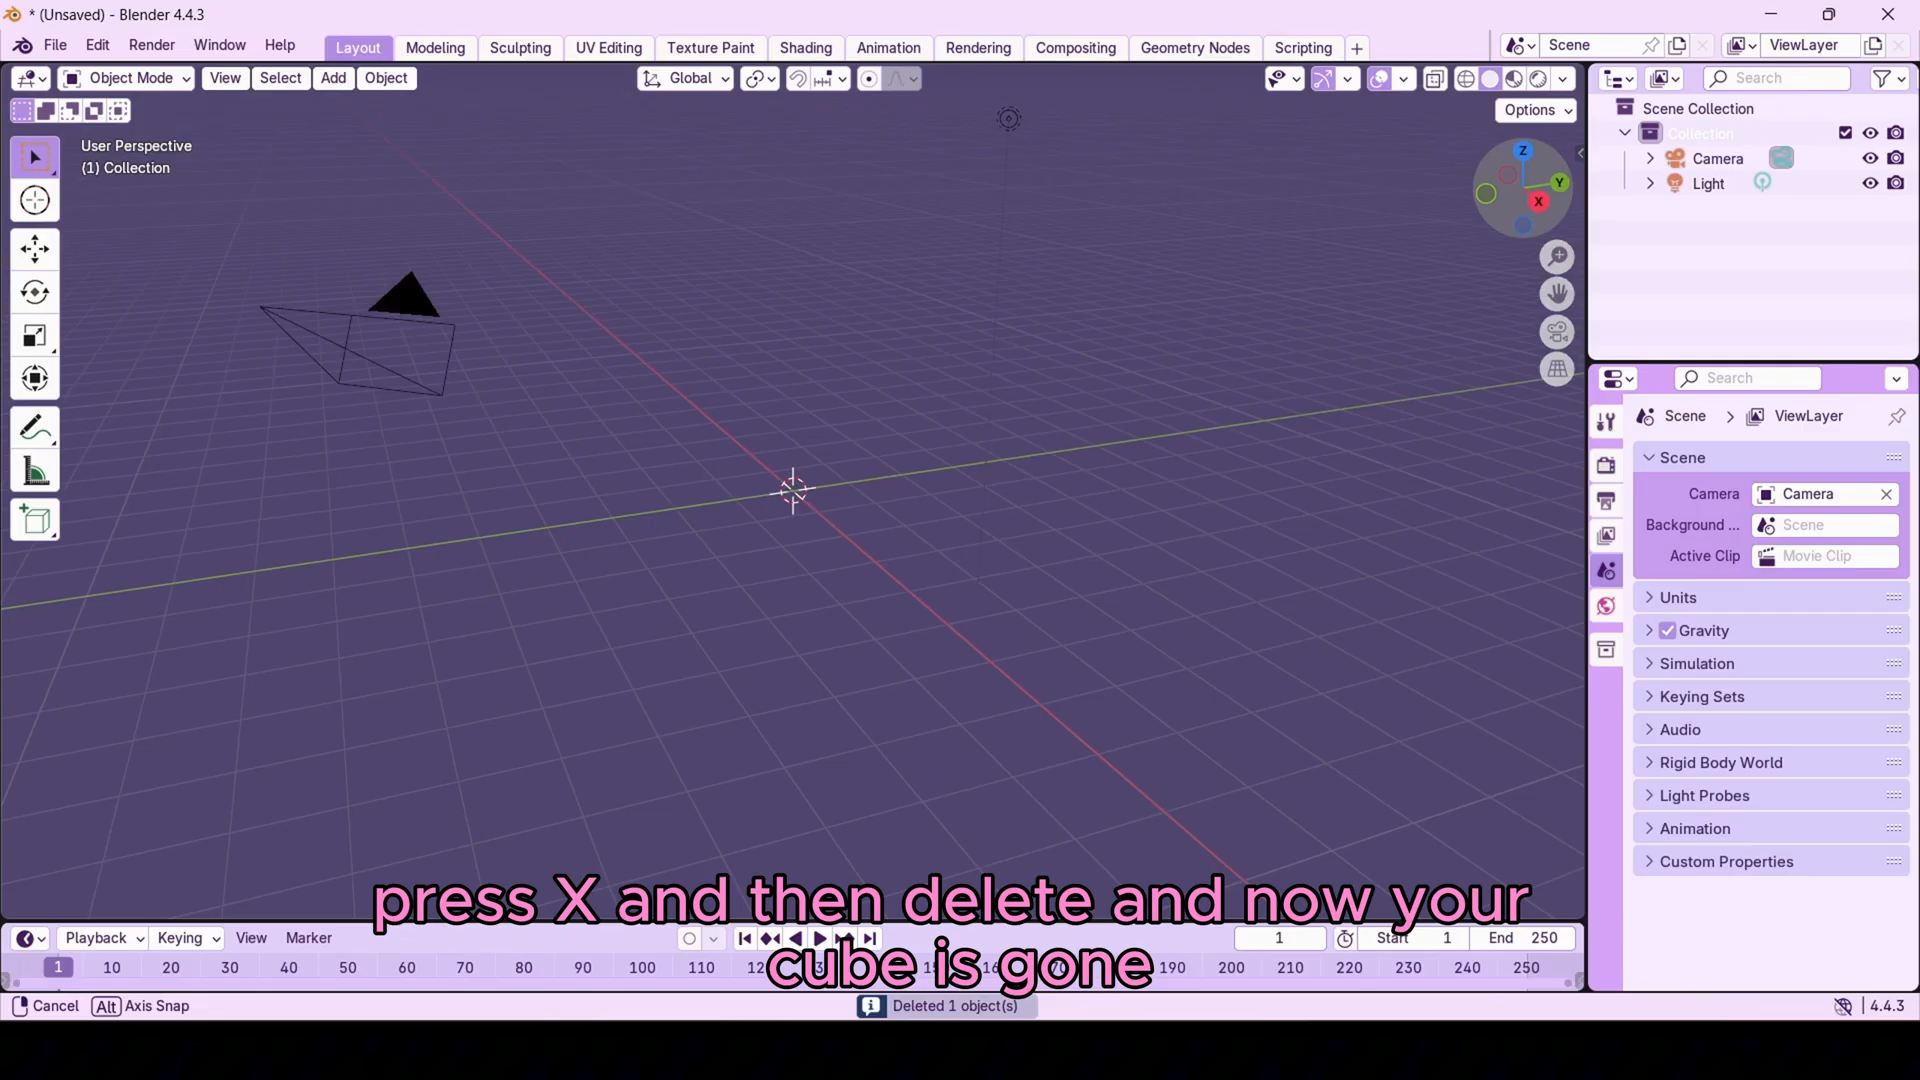 * (Unsaved) - Blender 4.4.3
File Edit Render Window Help Layout Modeling Sculpting UV Editing Texture Paint Shading Animation Rendering Compositing Geometry Nodes Scripting + Scene ViewLayer
Object Mode View Select Add Object Global Search
Options
User Perspective
(1) Collection
Z
Y
X
Scene Collection
Collection
Camera
Light
Search
Scene > ViewLayer
Scene
Camera Camera
Background ... Scene
Active Clip Movie Clip
Units
Gravity
Simulation
Keying Sets
Audio
Rigid Body World
Light Probes
Animation
Custom Properties
press X and then delete and now your
cube is gone
Playback Keying View Marker 1 Start 1 End 250
1 10 20 30 40 50 60 70 80 90 100 110 190 200 210 220 230 240 250
Cancel Alt Axis Snap Deleted 1 object(s) 4.4.3